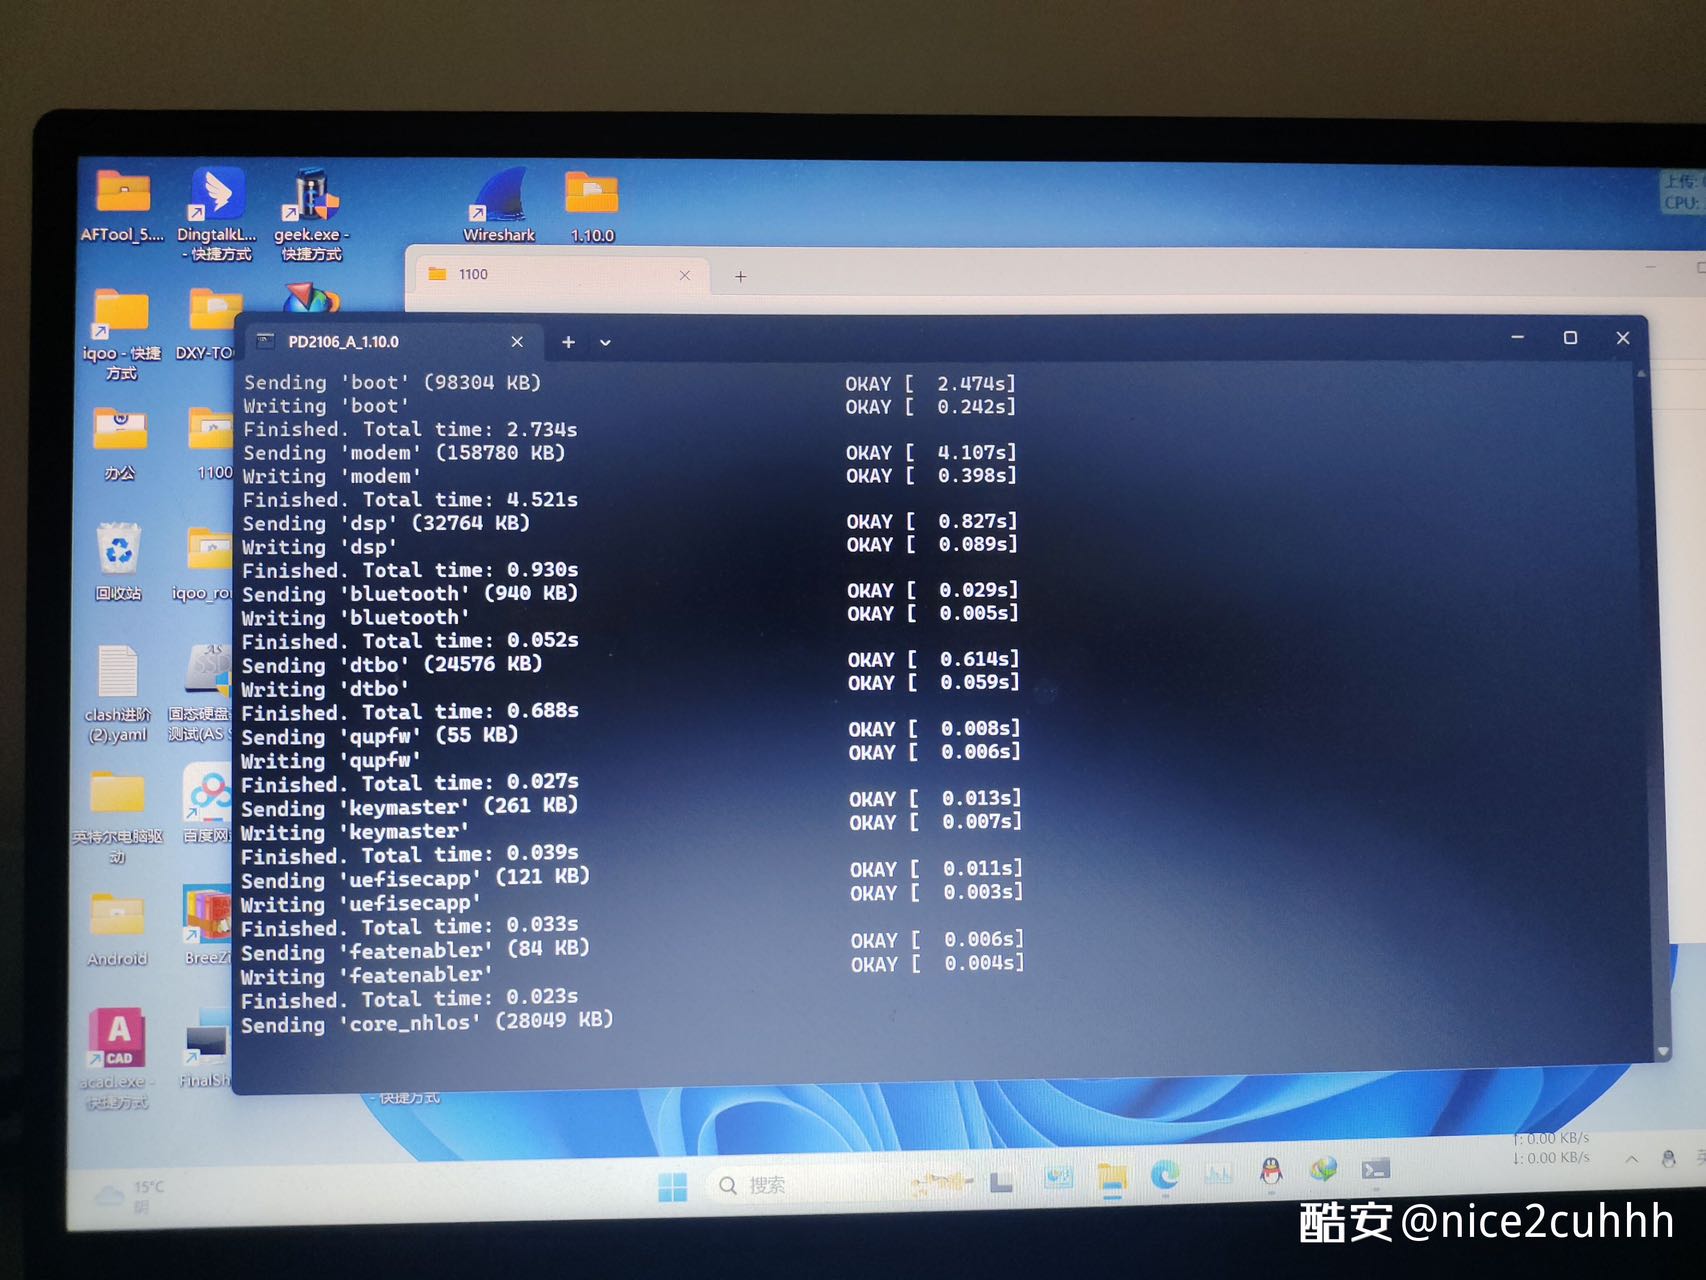 AFTool_5....
DingtalkL...
- 快捷方式
geek.exe -
快捷方式
Wireshark
1.10.0
上传:
CPU:
1100
iqoo - 快捷
方式
DXY-TO
PD2106_A_1.10.0
办公
1100
回收站
iqoo_ro
clash进阶
(2).yaml
固态硬盘
测试(AS S
英特尔电脑驱
动
百度网
Android
BreeZi
acad.exe -
快捷方式
FinalSh
- 快捷方式
Sending 'boot' (98304 KB) OKAY [ 2.474s]
Writing 'boot' OKAY [ 0.242s]
Finished. Total time: 2.734s
Sending 'modem' (158780 KB) OKAY [ 4.107s]
Writing 'modem' OKAY [ 0.398s]
Finished. Total time: 4.521s
Sending 'dsp' (32764 KB) OKAY [ 0.827s]
Writing 'dsp' OKAY [ 0.089s]
Finished. Total time: 0.930s
Sending 'bluetooth' (940 KB) OKAY [ 0.029s]
Writing 'bluetooth' OKAY [ 0.005s]
Finished. Total time: 0.052s
Sending 'dtbo' (24576 KB) OKAY [ 0.614s]
Writing 'dtbo' OKAY [ 0.059s]
Finished. Total time: 0.688s
Sending 'qupfw' (55 KB) OKAY [ 0.008s]
Writing 'qupfw' OKAY [ 0.006s]
Finished. Total time: 0.027s
Sending 'keymaster' (261 KB) OKAY [ 0.013s]
Writing 'keymaster' OKAY [ 0.007s]
Finished. Total time: 0.039s
Sending 'uefisecapp' (121 KB) OKAY [ 0.011s]
Writing 'uefisecapp' OKAY [ 0.003s]
Finished. Total time: 0.033s
Sending 'featenabler' (84 KB) OKAY [ 0.006s]
Writing 'featenabler' OKAY [ 0.004s]
Finished. Total time: 0.023s
Sending 'core_nhlos' (28049 KB)
A
CAD
15°C
阴
搜索
↑: 0.00 KB/s
↓: 0.00 KB/s
英
酷安@nice2cuhhh